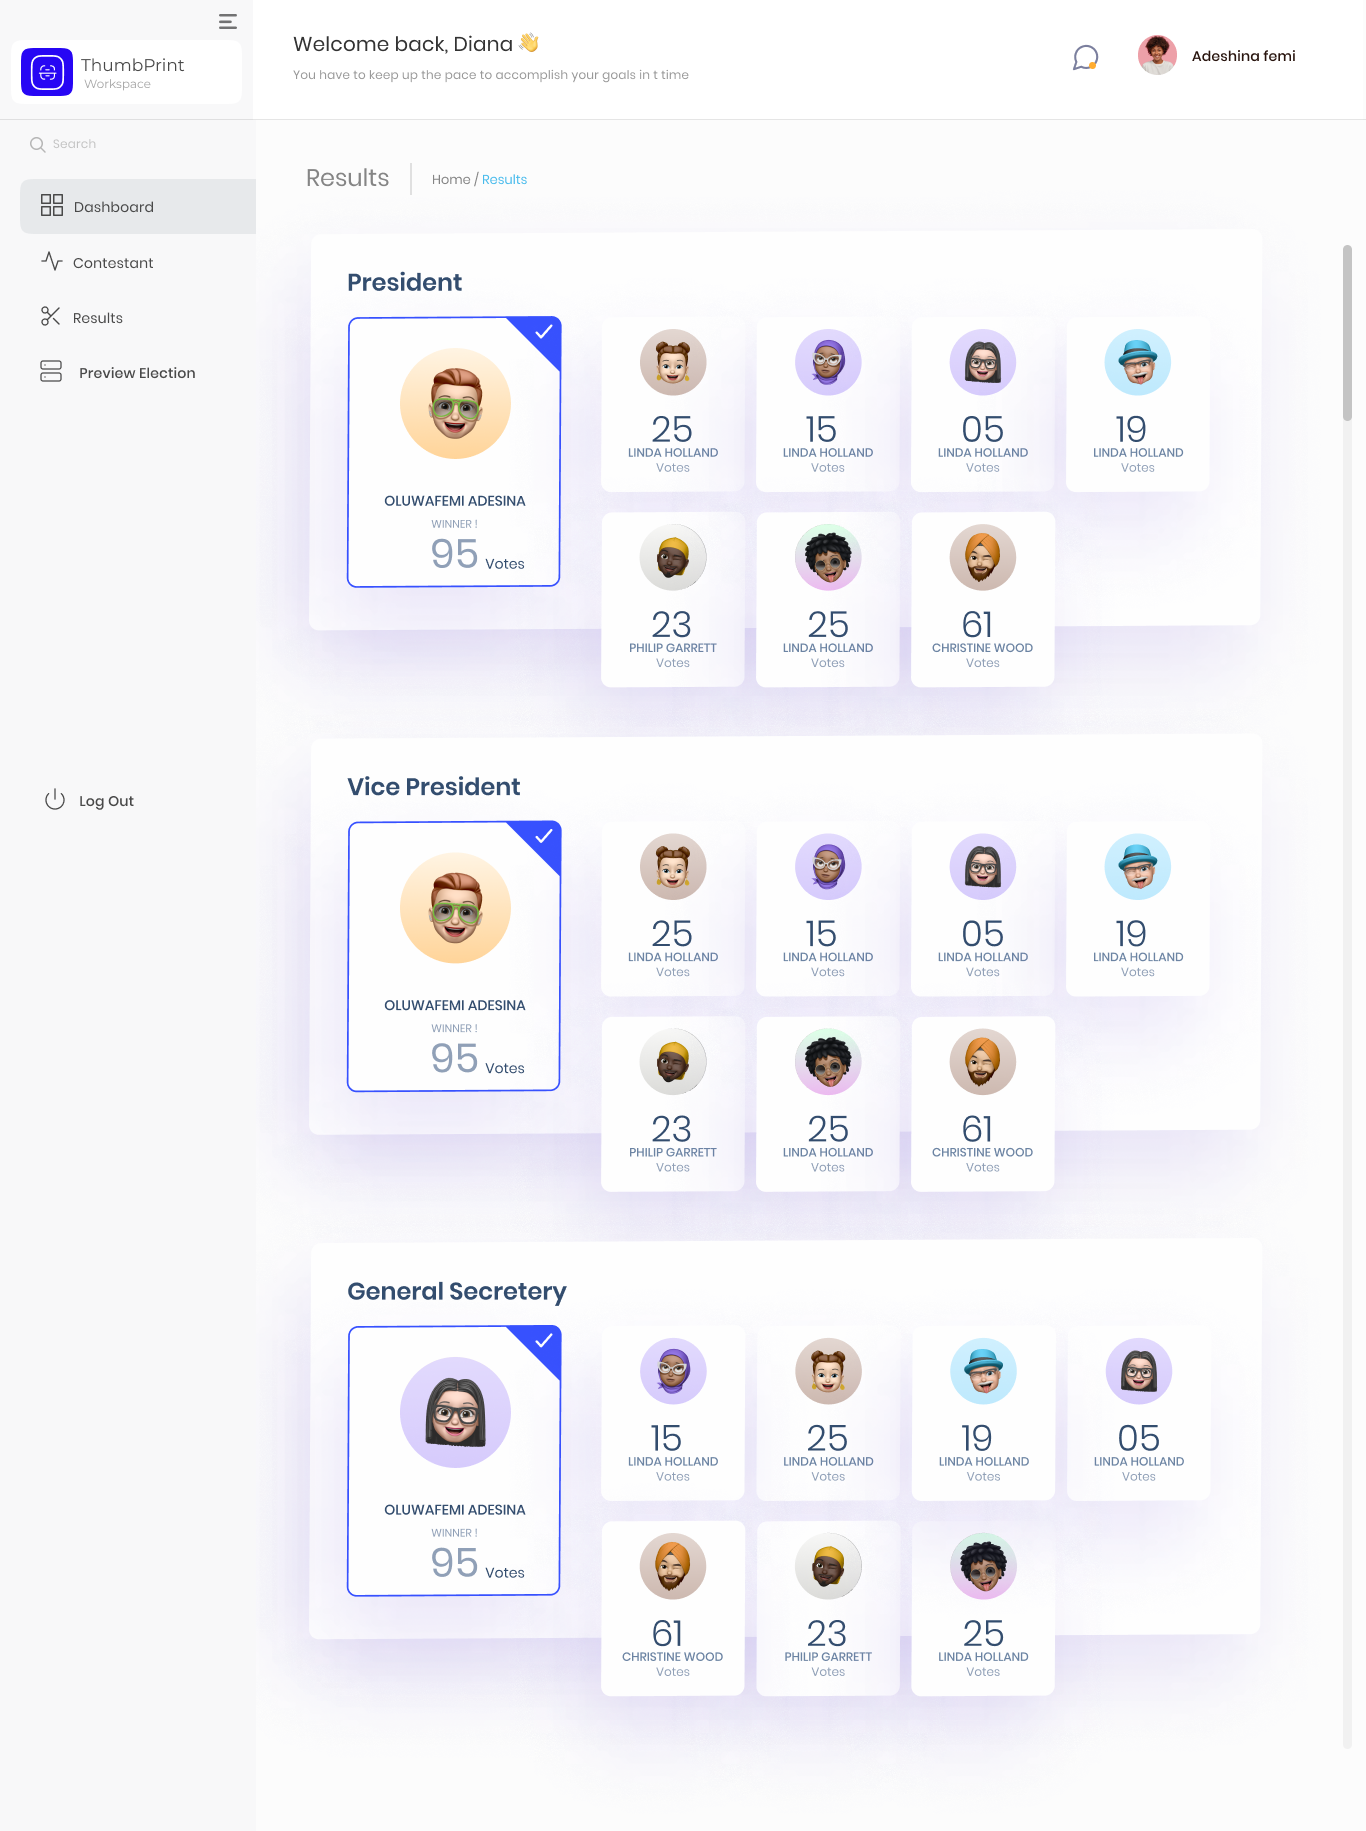 ThumbPrint
Workspace
Welcome back, Diana 👋
You have to keep up the pace to accomplish your goals in t time
Adeshina femi
Search
Dashboard
Contestant
Results
Preview Election
Log Out
Results
Home / Results
President
OLUWAFEMI ADESINA
WINNER !
95 Votes
25
LINDA HOLLAND
Votes
15
LINDA HOLLAND
Votes
05
LINDA HOLLAND
Votes
19
LINDA HOLLAND
Votes
23
PHILIP GARRETT
Votes
25
LINDA HOLLAND
Votes
61
CHRISTINE WOOD
Votes
Vice President
OLUWAFEMI ADESINA
WINNER !
95 Votes
25
LINDA HOLLAND
Votes
15
LINDA HOLLAND
Votes
05
LINDA HOLLAND
Votes
19
LINDA HOLLAND
Votes
23
PHILIP GARRETT
Votes
25
LINDA HOLLAND
Votes
61
CHRISTINE WOOD
Votes
General Secretery
OLUWAFEMI ADESINA
WINNER !
95 Votes
15
LINDA HOLLAND
Votes
25
LINDA HOLLAND
Votes
19
LINDA HOLLAND
Votes
05
LINDA HOLLAND
Votes
61
CHRISTINE WOOD
Votes
23
PHILIP GARRETT
Votes
25
LINDA HOLLAND
Votes